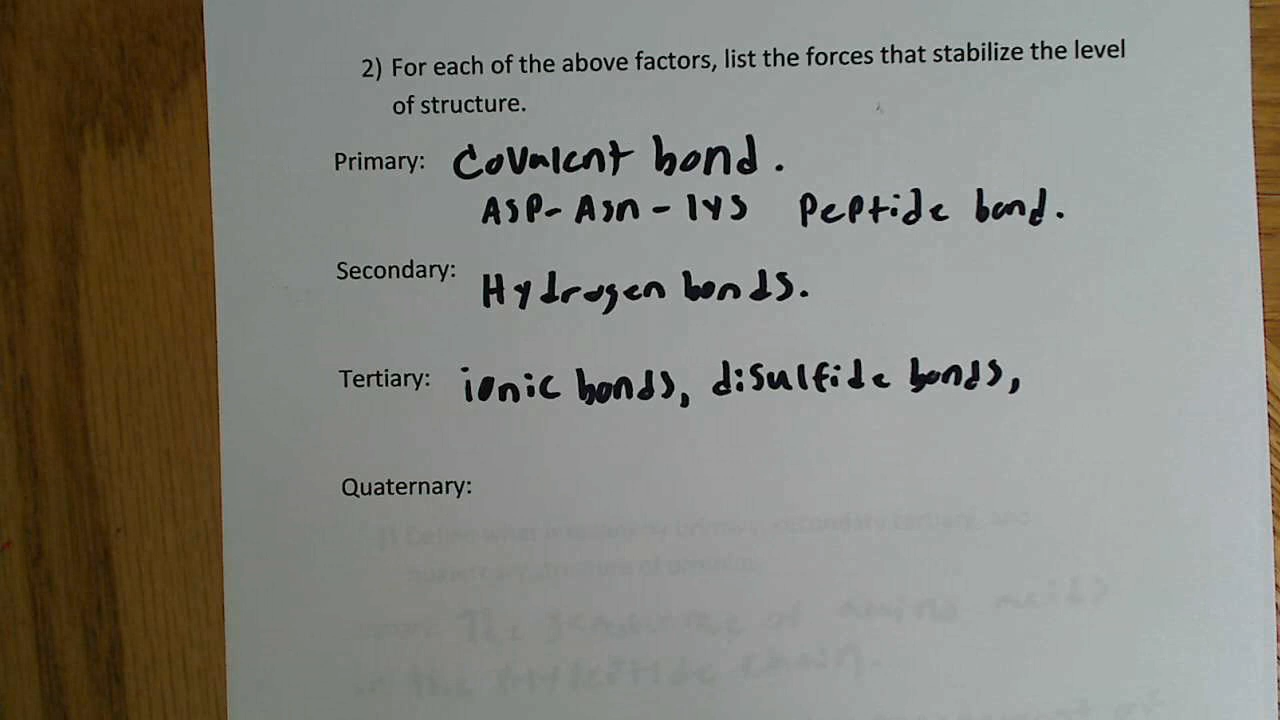 2) For each of the above factors, list the forces that stabilize the level
of structure.
Primary: Covalent bond.
Asp- Asn - lys Peptide bond.
Secondary: Hydrogen bonds.
Tertiary: ionic bonds, disulfide bonds,
Quaternary: